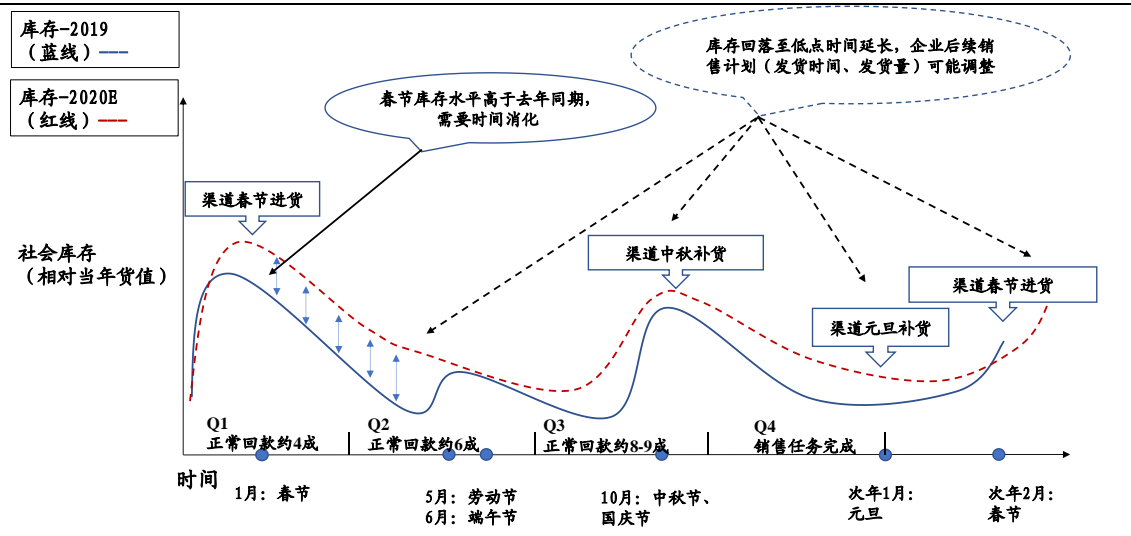 库存-2019
（蓝线）
库存-2020E
（红线）
春节库存水平高于去年同期，
需要时间消化
库存回落至低点时间延长，企业后续销
售计划（发货时间、发货量）可能调整
渠道春节进货
社会库存
（相对当年货值）
渠道中秋补货
渠道元旦补货
渠道春节进货
Q1
正常回款约4成
Q2
正常回款约6成
Q3
正常回款约8-9成
Q4
销售任务完成
时间
1月：春节
5月：劳动节
6月：端午节
10月：中秋节、
国庆节
次年1月：
元旦
次年2月：
春节